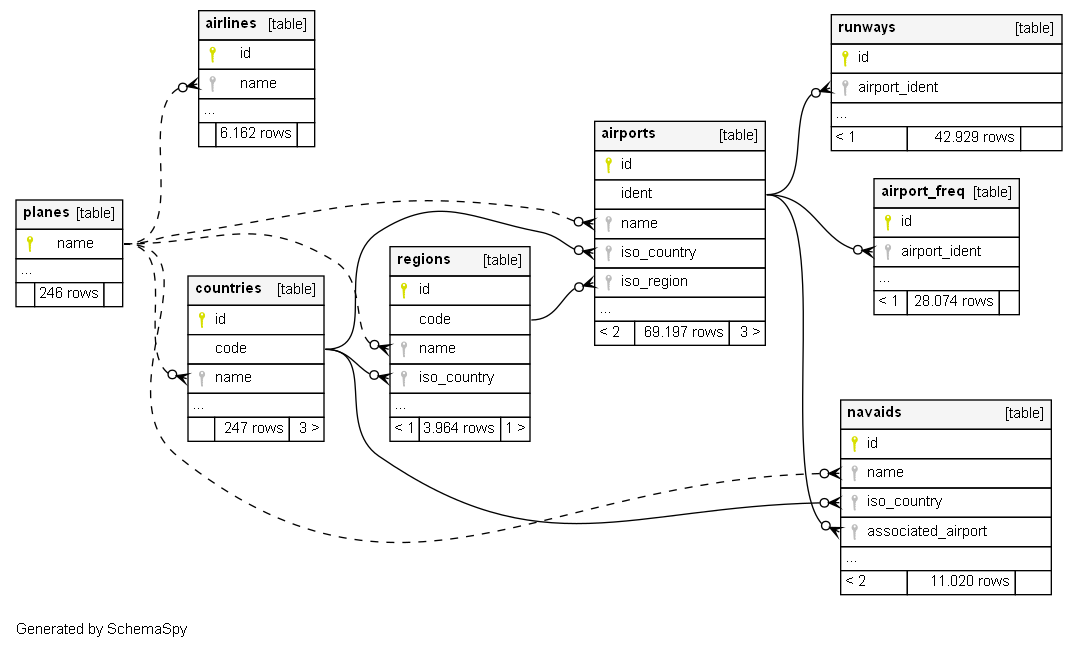 airlines [table]
id
name
...
6.162 rows
planes [table]
name
...
246 rows
countries [table]
id
code
name
...
247 rows 3 >
regions [table]
id
code
name
iso_country
...
< 1 3.964 rows 1 >
airports [table]
id
ident
name
iso_country
iso_region
...
< 2 69.197 rows 3 >
runways [table]
id
airport_ident
...
< 1 42.929 rows
airport_freq [table]
id
airport_ident
...
< 1 28.074 rows
navaids [table]
id
name
iso_country
associated_airport
...
< 2 11.020 rows
Generated by SchemaSpy